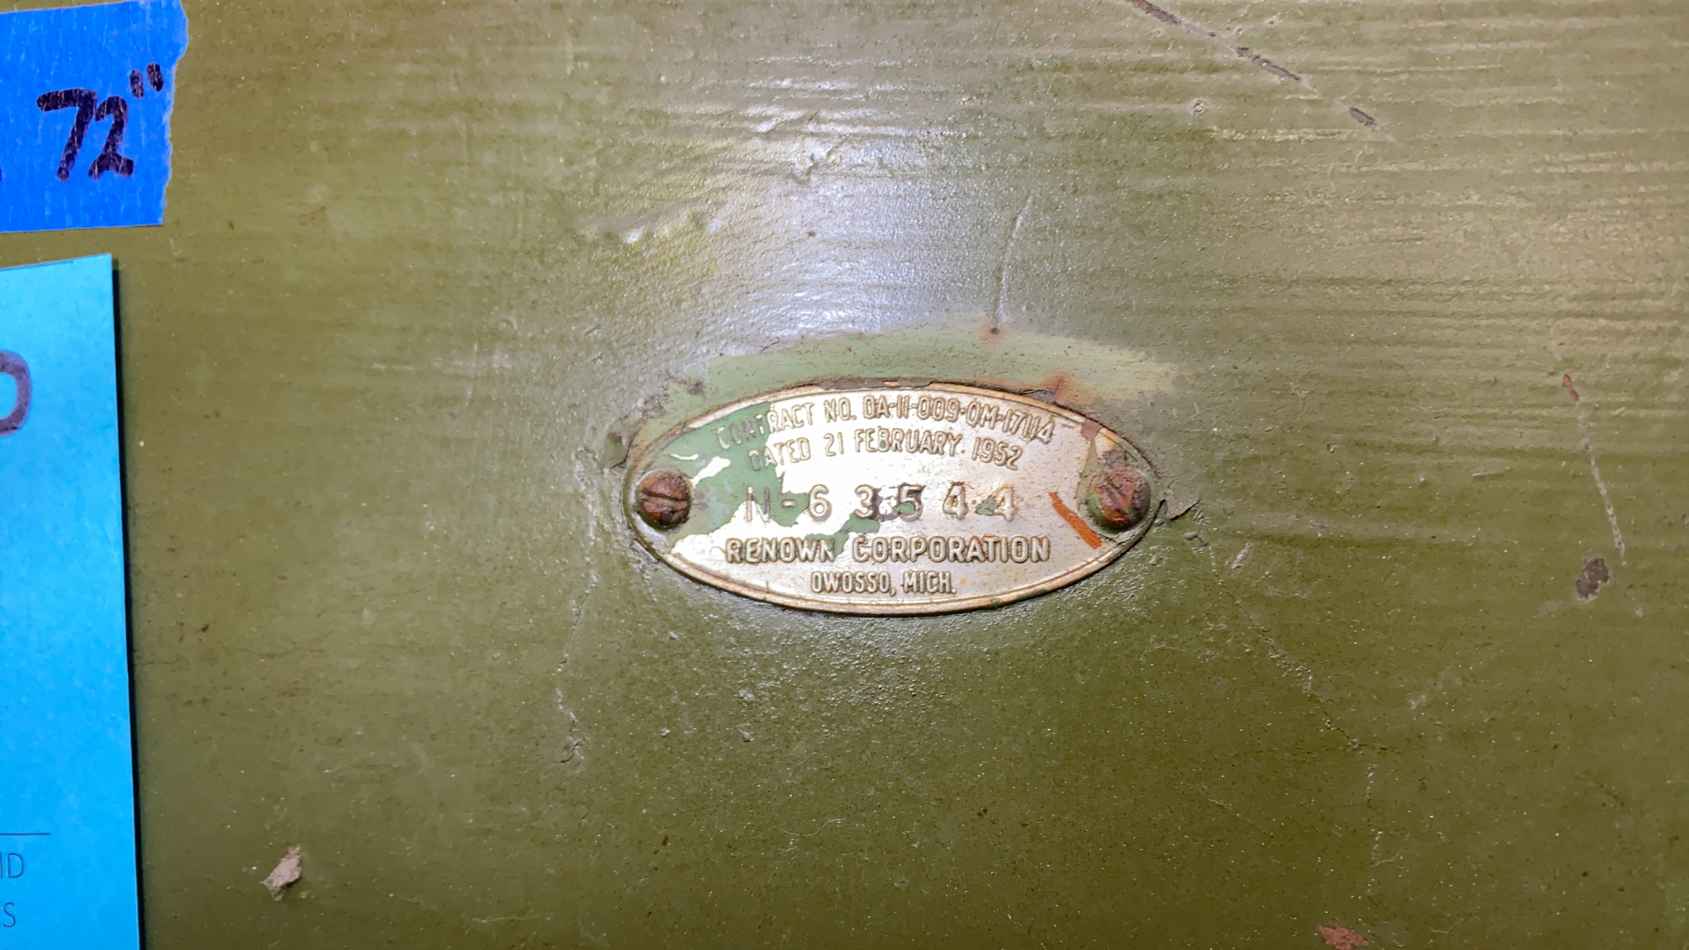 72"
CONTRACT NO. DA-11-009-QM-17114
DATED 21 FEBRUARY 1952
N-6 3 5 4 4
RENOWN CORPORATION
OWOSSO, MICH.